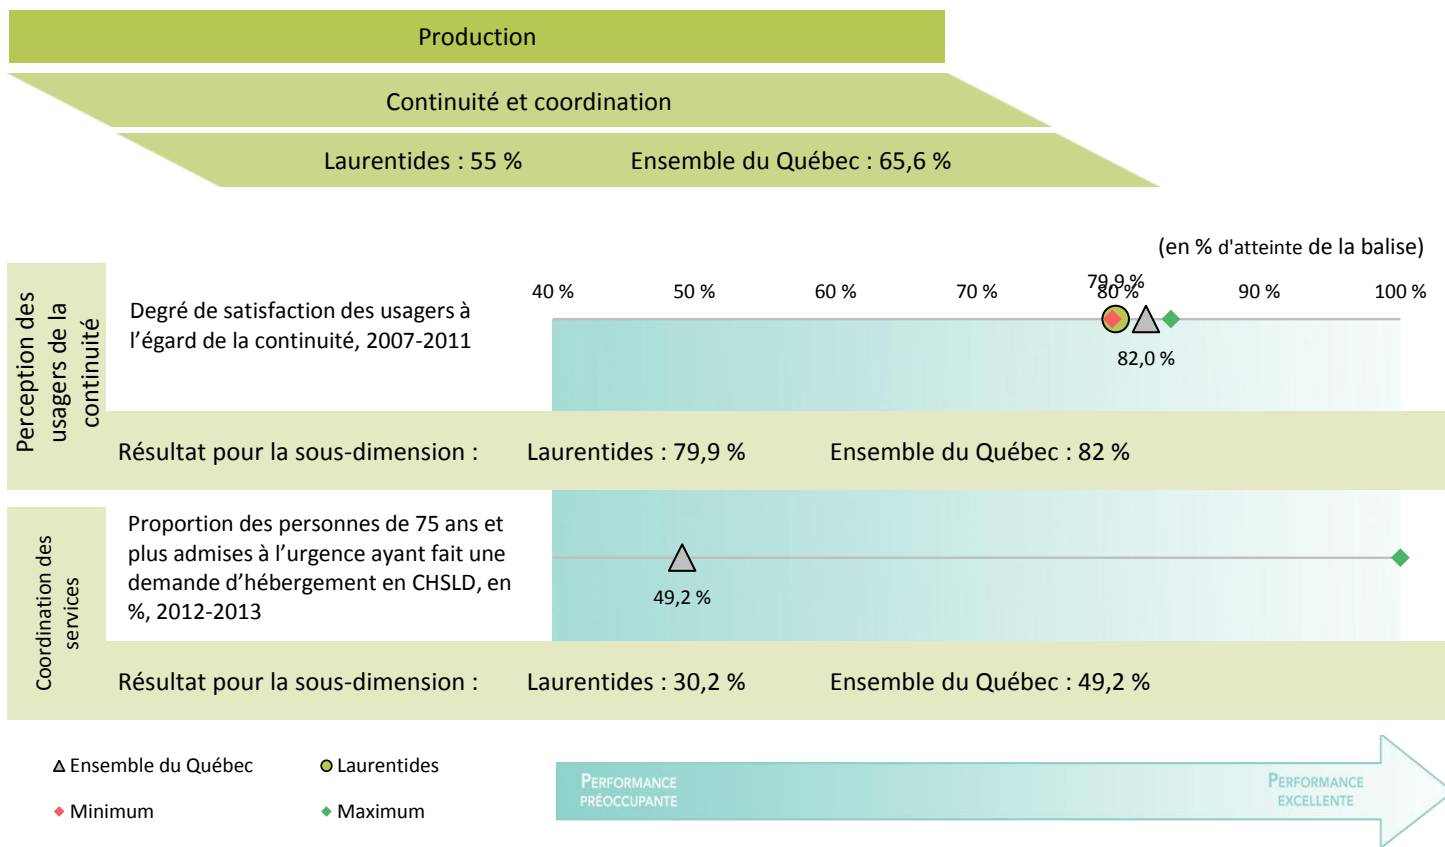 Production
Continuité et coordination
Laurentides : 55 % Ensemble du Québec : 65,6 %
(en % d'atteinte de la balise)
Perception des
usagers de la
continuité
Degré de satisfaction des usagers à
l'égard de la continuité, 2007-2011
79,9 %
40 % 50 % 60 % 70 % 80 % 90 % 100 %
82,0 %
Résultat pour la sous-dimension : Laurentides : 79,9 % Ensemble du Québec : 82 %
Coordination des
services
Proportion des personnes de 75 ans et
plus admises à l'urgence ayant fait une
demande d'hébergement en CHSLD, en
%, 2012-2013
49,2 %
Résultat pour la sous-dimension : Laurentides : 30,2 % Ensemble du Québec : 49,2 %
Ensemble du Québec Laurentides
Minimum Maximum
PERFORMANCE
PRÉOCCUPANTE
PERFORMANCE
EXCELLENTE